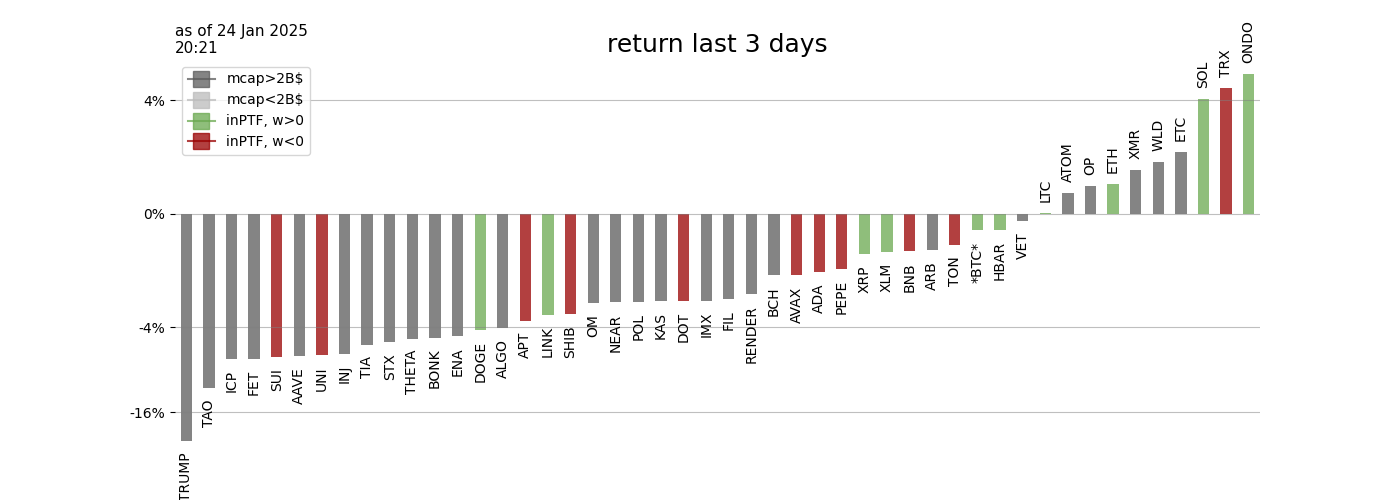 as of 24 Jan 2025
20:21
return last 3 days
mcap>2B$
mcap<2B$
inPTF, w>0
inPTF, w<0
4%
0%
-4%
-16%
TRUMP
TAO
ICP
FET
SUI
AAVE
UNI
INJ
TIA
STX
THETA
BONK
ENA
DOGE
ALGO
APT
LINK
SHIB
OM
NEAR
POL
KAS
DOT
IMX
FIL
RENDER
BCH
AVAX
ADA
PEPE
XRP
XLM
BNB
ARB
TON
*BTC*
HBAR
VET
LTC
ATOM
OP
ETH
XMR
WLD
ETC
SOL
TRX
ONDO